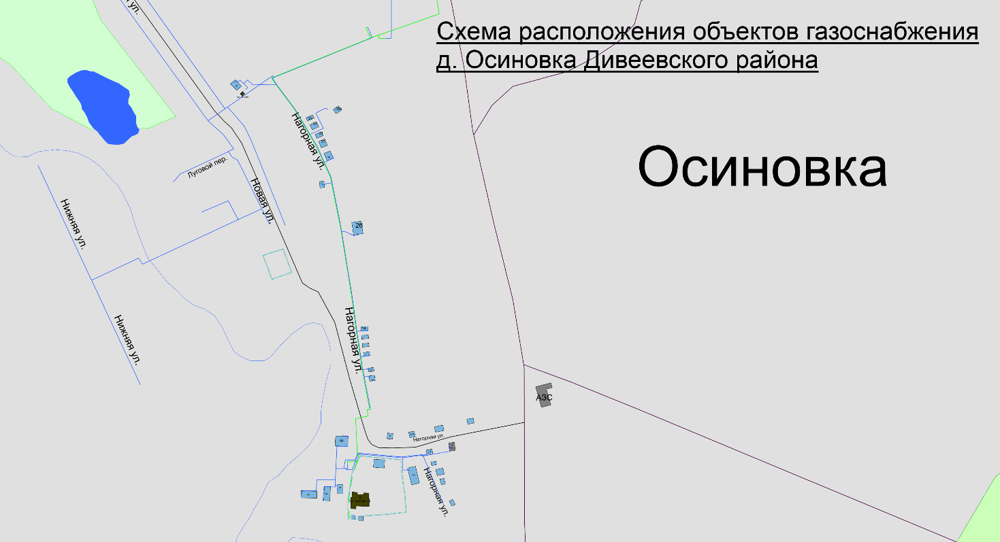 ул.
Схема расположения объектов газоснабжения
д. Осиновка Дивеевского района
Нагорная ул.
Осиновка
Луговой пер.
Новая ул.
Нижняя ул.
26
Нагорная ул.
14
Нижняя ул.
АЗС
Нагорная ул.
Нагорная ул.